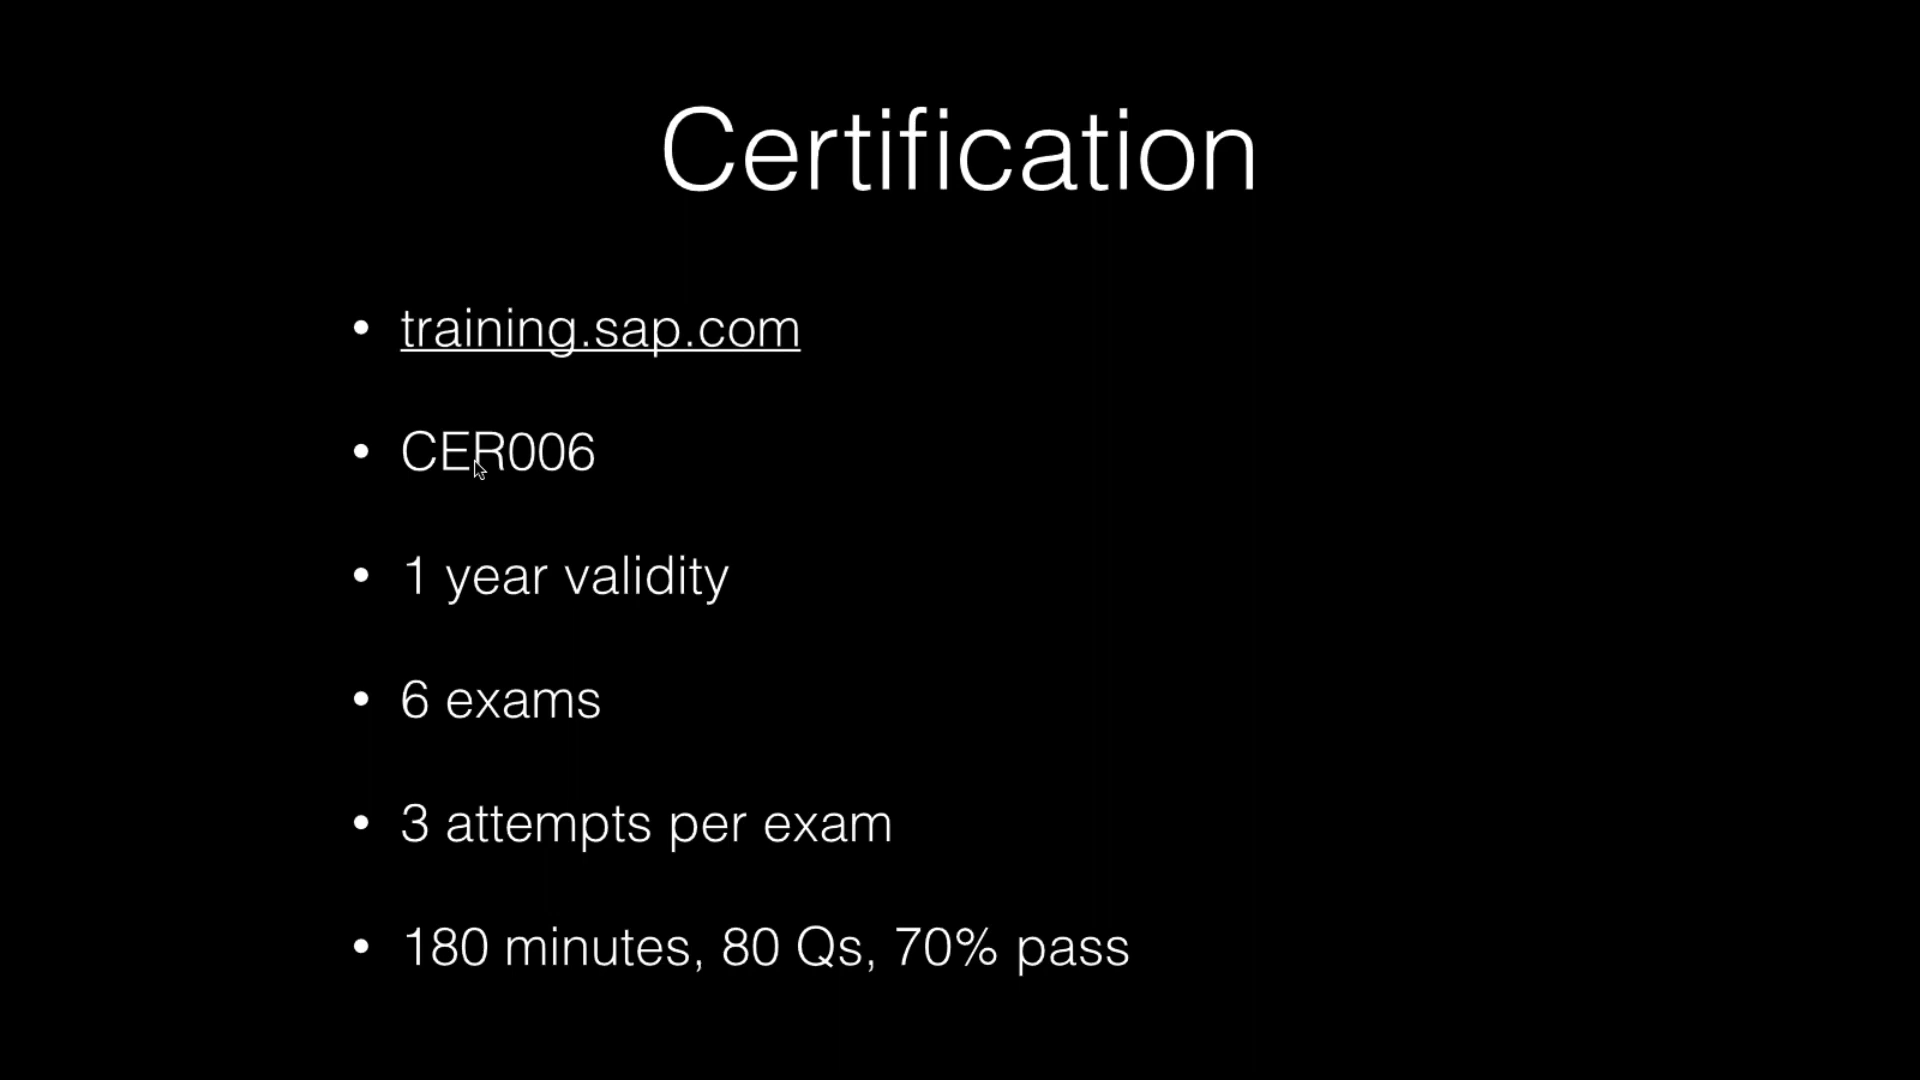 Certification
• training.sap.com
• CER006
• 1 year validity
• 6 exams
• 3 attempts per exam
• 180 minutes, 80 Qs, 70% pass